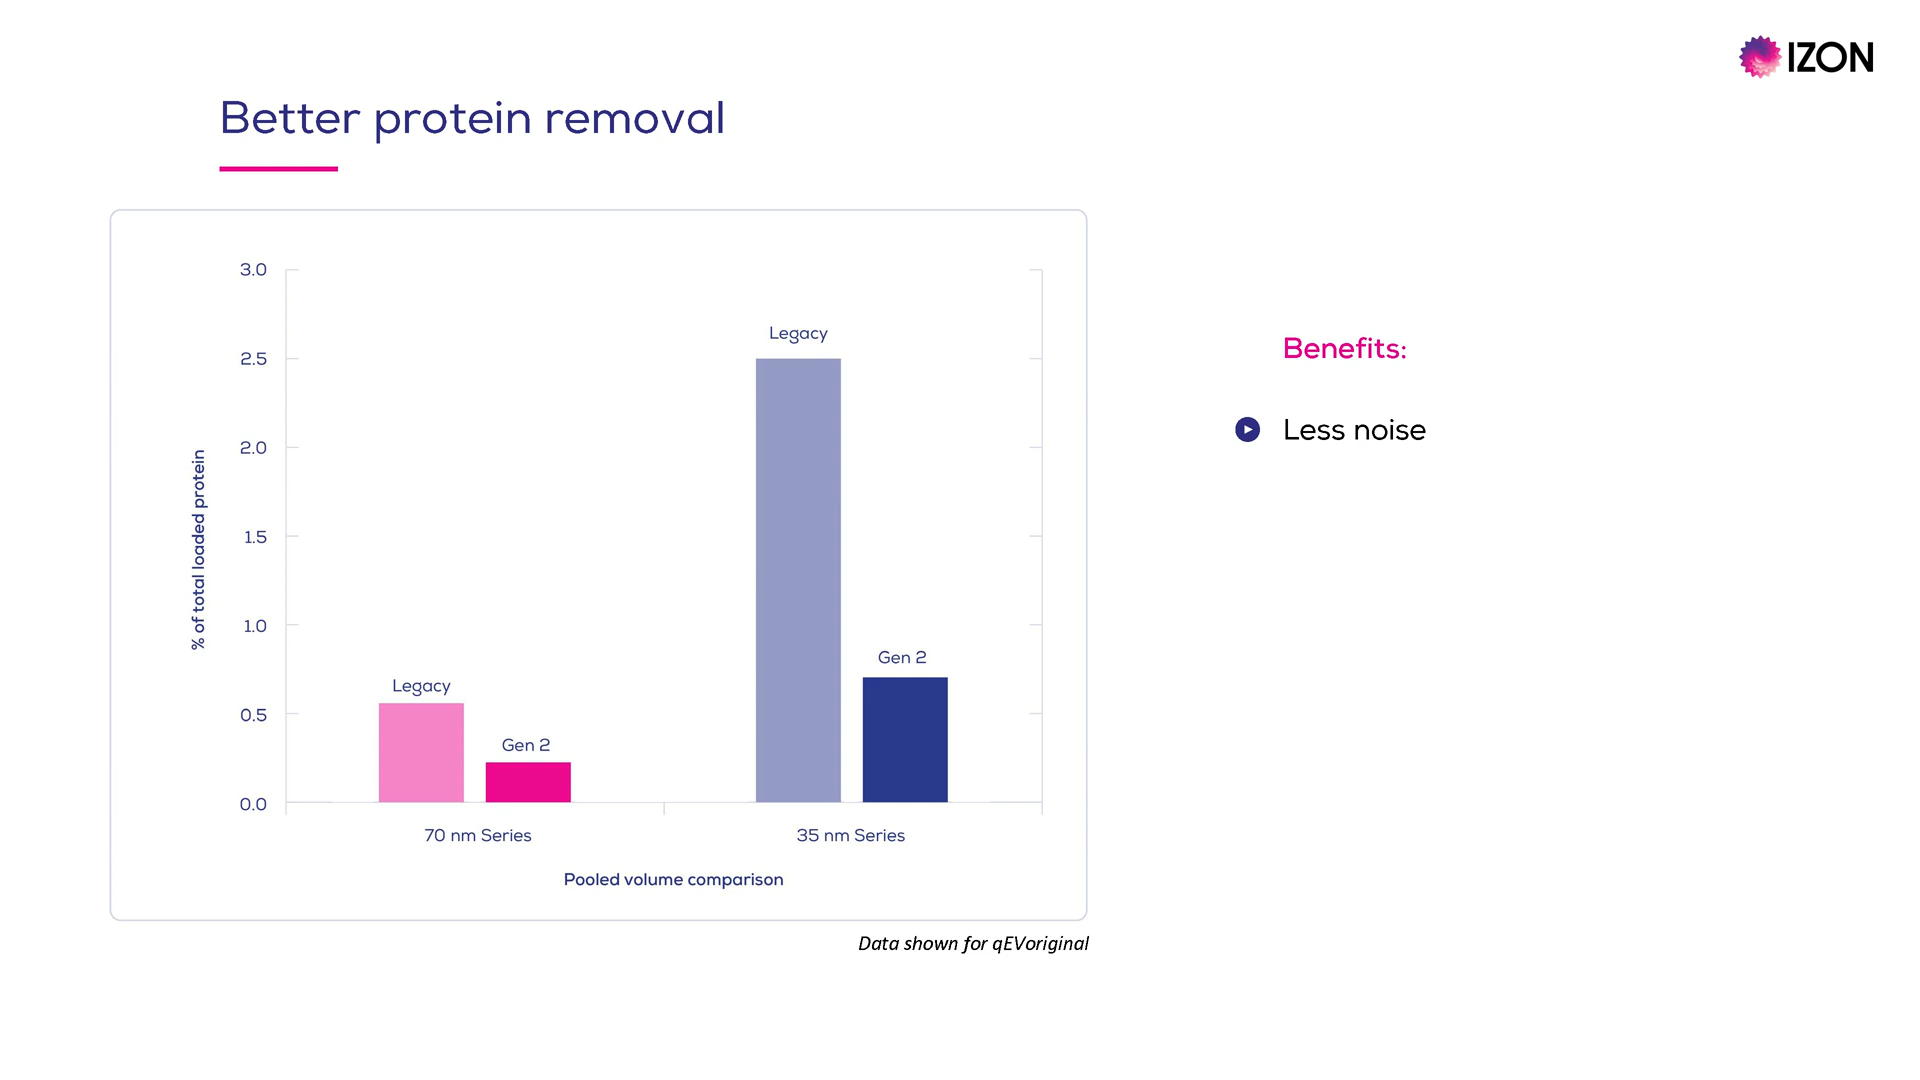 IZON
Better protein removal
3.0
2.5
2.0
1.5
1.0
0.5
0.0
% of total loaded protein
Legacy
Gen 2
Legacy
Gen 2
70 nm Series
35 nm Series
Pooled volume comparison
Data shown for qEVoriginal
Benefits:
Less noise